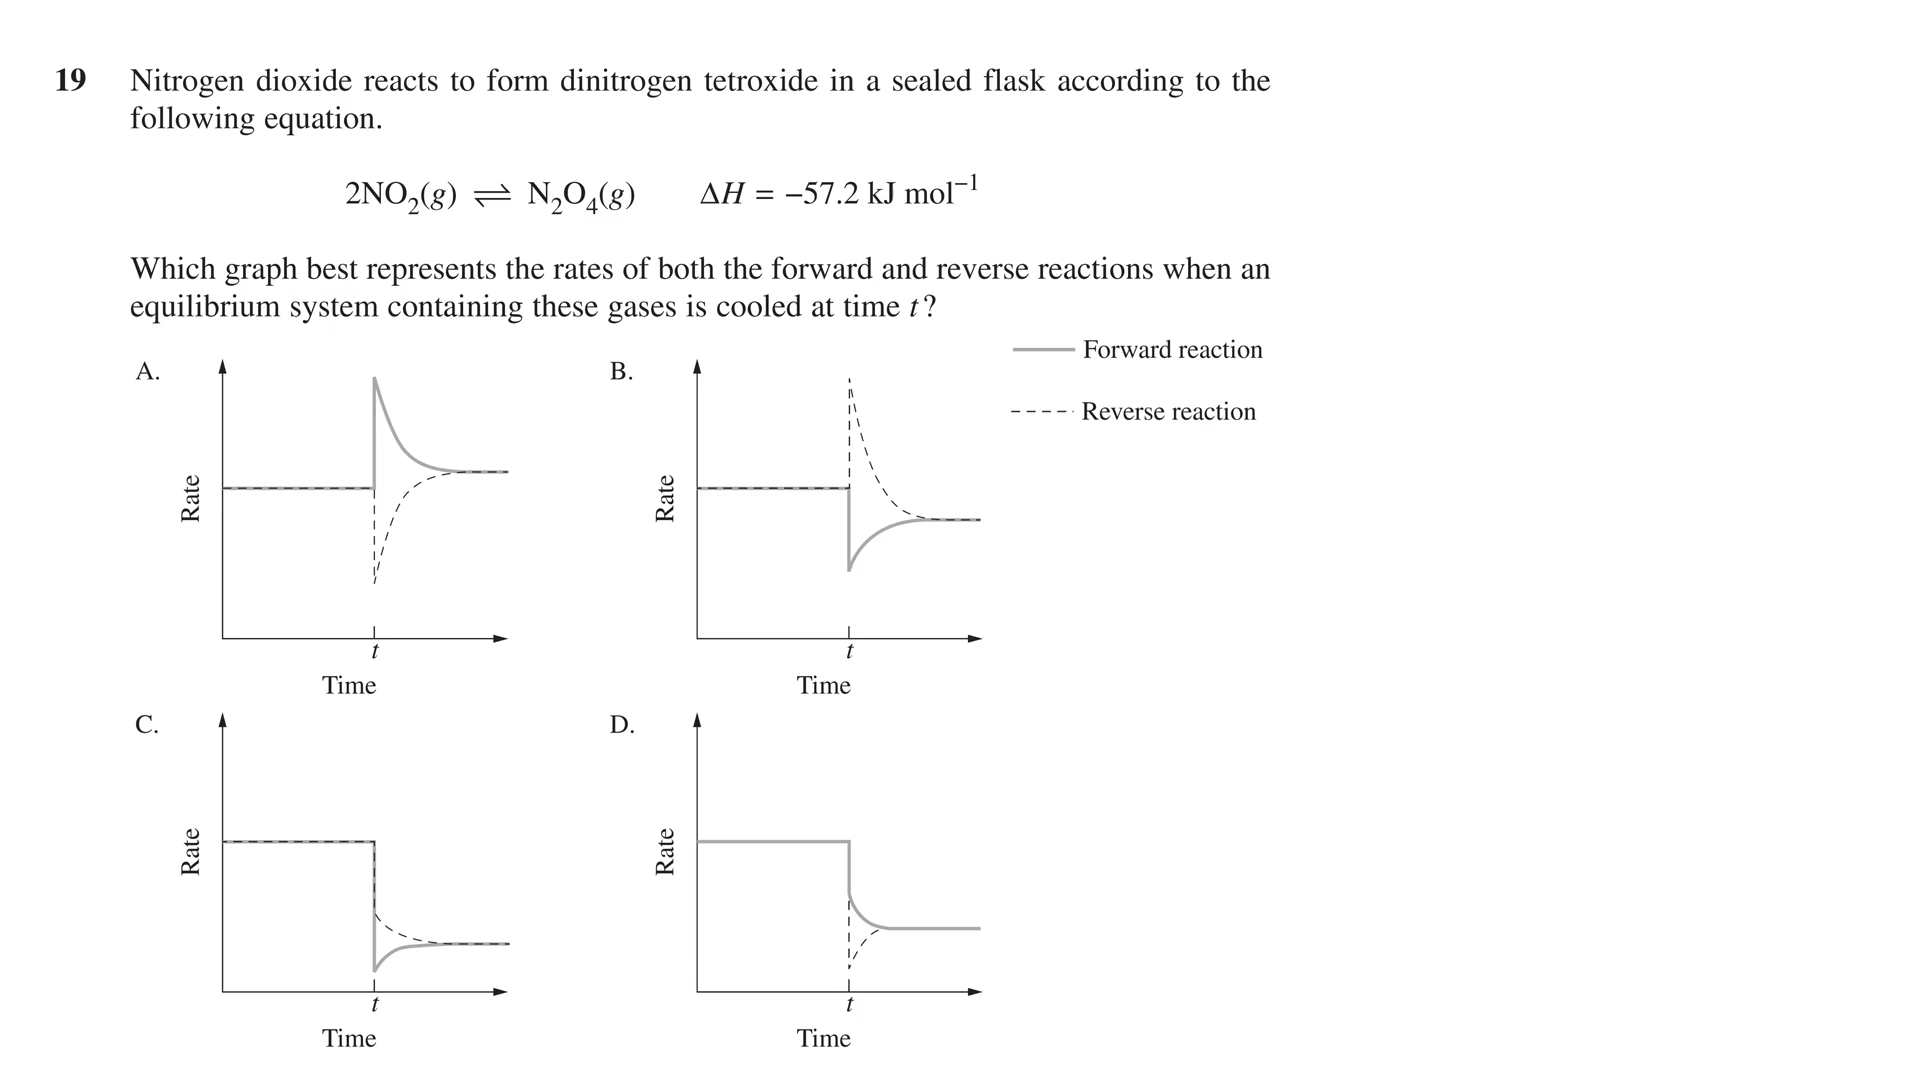 19 Nitrogen dioxide reacts to form dinitrogen tetroxide in a sealed flask according to the
following equation.
2NO₂(g) ⇌ N₂O₄(g) ΔH = −57.2 kJ mol⁻¹
Which graph best represents the rates of both the forward and reverse reactions when an
equilibrium system containing these gases is cooled at time t?
Forward reaction
Reverse reaction
A.
Rate
t
Time
B.
Rate
t
Time
C.
Rate
t
Time
D.
Rate
t
Time